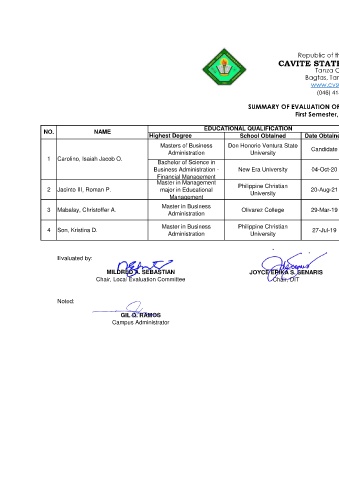 Republic of th
CAVITE STATE
Tanza C
Bagtas, Tan
www.cvs
(046) 41
SUMMARY OF EVALUATION OF
First Semester,
NO. NAME EDUCATIONAL QUALIFICATION
Highest Degree School Obtained Date Obtaine
1 Carolino, Isaiah Jacob O. Masters of Business Administration Don Honorio Ventura State University Candidate
Bachelor of Science in Business Administration - Financial Management New Era University 04-Oct-20
2 Jacinto III, Roman P. Master in Management major in Educational Management Philippine Christian University 20-Aug-21
3 Mabalay, Christoffer A. Master in Business Administration Olivarez College 29-Mar-19
4 Son, Kristina D. Master in Business Administration Philippine Christian University 27-Jul-19
Evaluated by:
MILDRED A. SEBASTIAN JOYCE ERIKA S. SENARIS
Chair, Local Evaluation Committee Chair, DIT
Noted:
GIL O. RAMOS
Campus Administrator